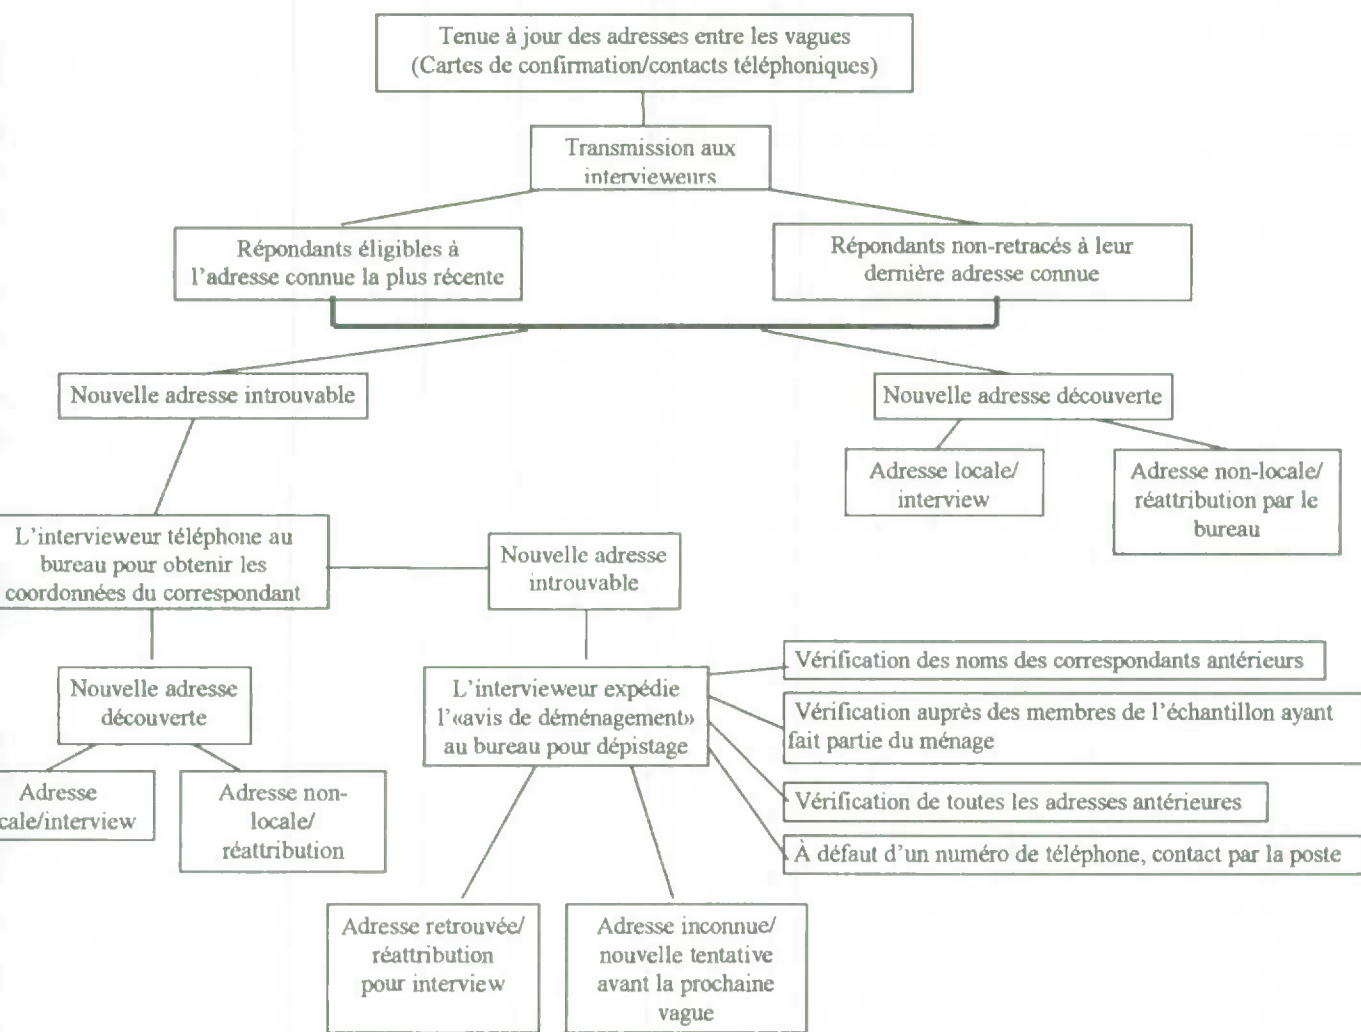 Tenue à jour des adresses entre les vagues
(Cartes de confirmation/contacts téléphoniques)
Transmission aux
intervieweurs
Répondants éligibles à
l'adresse connue la plus récente
Répondants non-retracés à leur
dernière adresse connue
Nouvelle adresse introuvable
Nouvelle adresse découverte
Adresse locale/
interview
Adresse non-locale/
réattribution par le
bureau
L'intervieweur téléphone au
bureau pour obtenir les
coordonnées du correspondant
Nouvelle adresse
introuvable
Nouvelle adresse
découverte
L'intervieweur expédie
l'«avis de déménagement»
au bureau pour dépistage
Vérification des noms des correspondants antérieurs
Vérification auprès des membres de l'échantillon ayant
fait partie du ménage
Vérification de toutes les adresses antérieures
À défaut d'un numéro de téléphone, contact par la poste
Adresse
cale/interview
Adresse non-
locale/
réattribution
Adresse retrouvée/
réattribution
pour interview
Adresse inconnue/
nouvelle tentative
avant la prochaine
vague